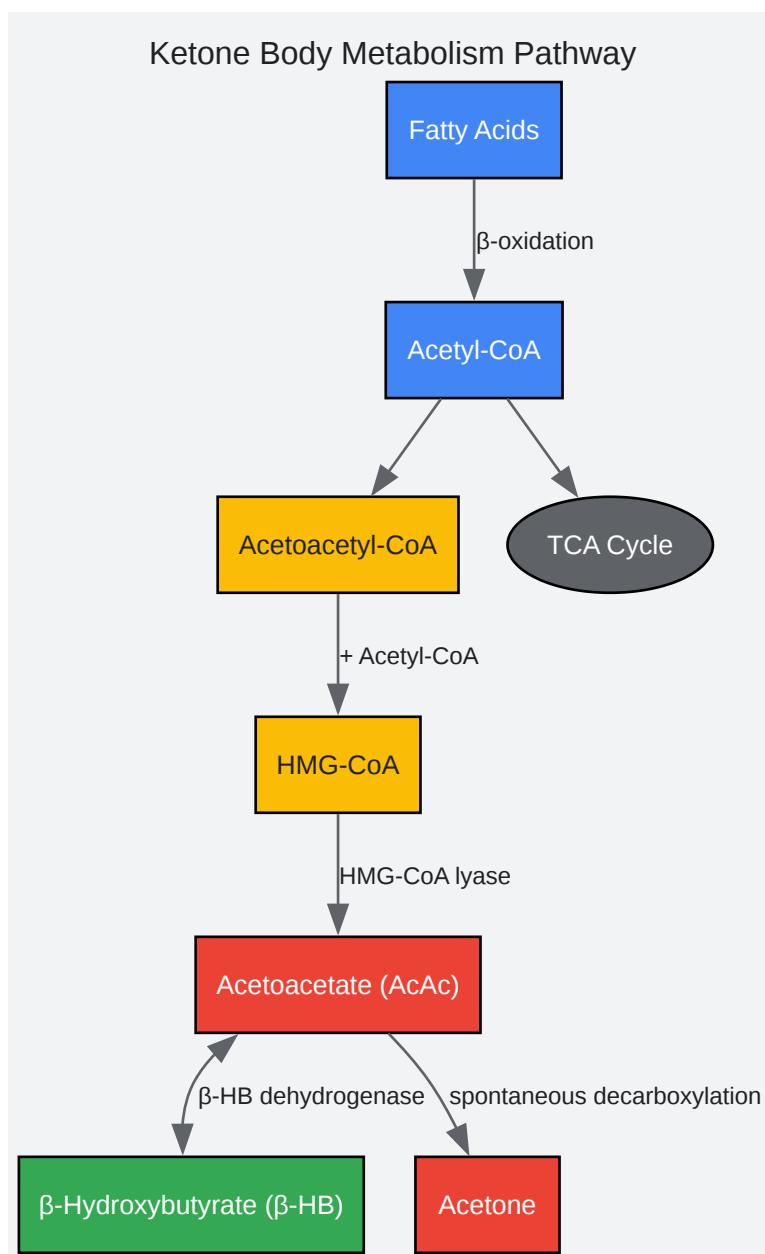 Ketone Body Metabolism Pathway
Fatty Acids
β-oxidation
Acetyl-CoA
Acetoacetyl-CoA
TCA Cycle
+ Acetyl-CoA
HMG-CoA
HMG-CoA lyase
Acetoacetate (AcAc)
β-HB dehydrogenase
spontaneous decarboxylation
β-Hydroxybutyrate (β-HB)
Acetone